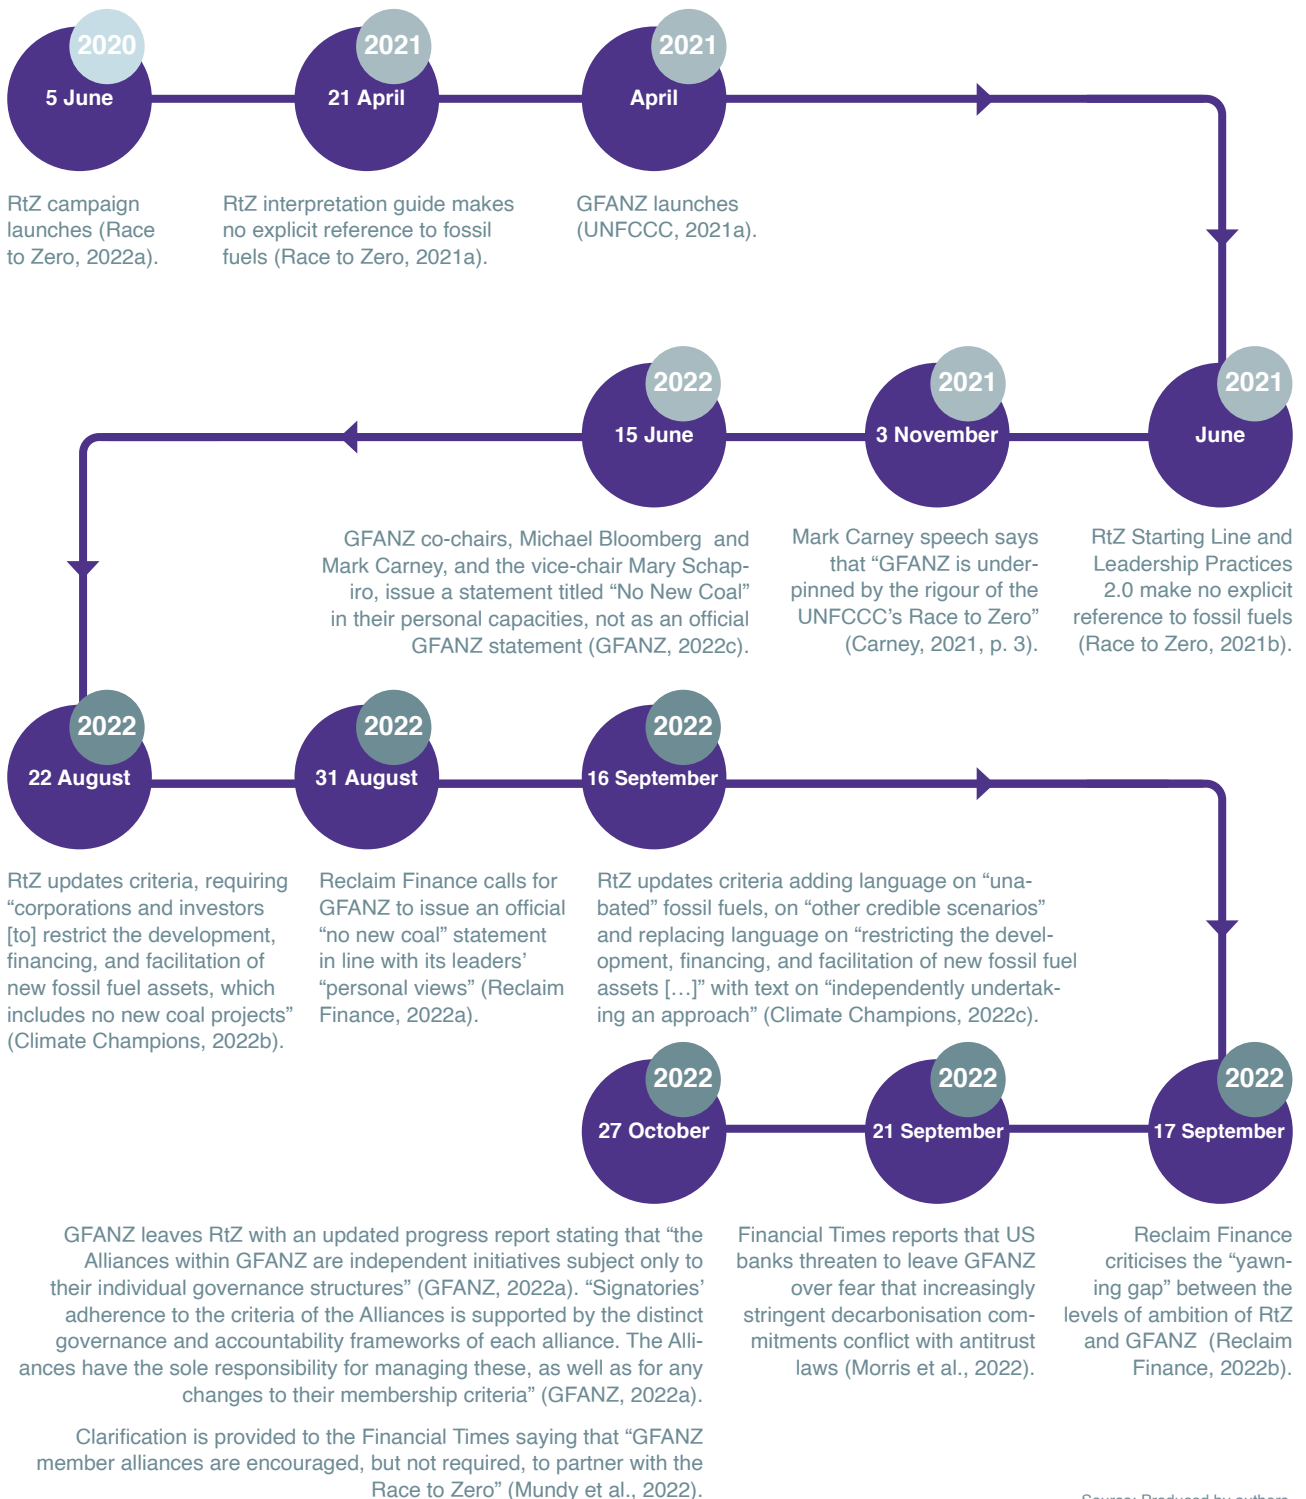 2020
5 June
RtZ campaign
launches (Race
to Zero, 2022a).
2021
21 April
RtZ interpretation guide makes
no explicit reference to fossil
fuels (Race to Zero, 2021a).
2021
April
GFANZ launches
(UNFCCC, 2021a).
2021
June
RtZ Starting Line and
Leadership Practices
2.0 make no explicit
reference to fossil fuels
(Race to Zero, 2021b).
2021
3 November
Mark Carney speech says
that “GFANZ is under-
pinned by the rigour of the
UNFCCC’s Race to Zero”
(Carney, 2021, p. 3).
2022
15 June
GFANZ co-chairs, Michael Bloomberg and
Mark Carney, and the vice-chair Mary Schap-
iro, issue a statement titled “No New Coal”
in their personal capacities, not as an official
GFANZ statement (GFANZ, 2022c).
2022
22 August
RtZ updates criteria, requiring
“corporations and investors
[to] restrict the development,
financing, and facilitation of
new fossil fuel assets, which
includes no new coal projects”
(Climate Champions, 2022b).
2022
31 August
Reclaim Finance calls for
GFANZ to issue an official
“no new coal” statement
in line with its leaders’
“personal views” (Reclaim
Finance, 2022a).
2022
16 September
RtZ updates criteria adding language on “una-
bated” fossil fuels, on “other credible scenarios”
and replacing language on “restricting the devel-
opment, financing, and facilitation of new fossil fuel
assets […]” with text on “independently undertak-
ing an approach” (Climate Champions, 2022c).
2022
17 September
Reclaim Finance
criticises the “yawn-
ing gap” between the
levels of ambition of RtZ
and GFANZ (Reclaim
Finance, 2022b).
2022
21 September
Financial Times reports that US
banks threaten to leave GFANZ
over fear that increasingly
stringent decarbonisation com-
mitments conflict with antitrust
laws (Morris et al., 2022).
2022
27 October
GFANZ leaves RtZ with an updated progress report stating that “the
Alliances within GFANZ are independent initiatives subject only to
their individual governance structures” (GFANZ, 2022a). “Signatories’
adherence to the criteria of the Alliances is supported by the distinct
governance and accountability frameworks of each alliance. The Alli-
ances have the sole responsibility for managing these, as well as for any
changes to their membership criteria” (GFANZ, 2022a).
Clarification is provided to the Financial Times saying that “GFANZ
member alliances are encouraged, but not required, to partner with the
Race to Zero” (Mundy et al., 2022).
Source: Produced by authors